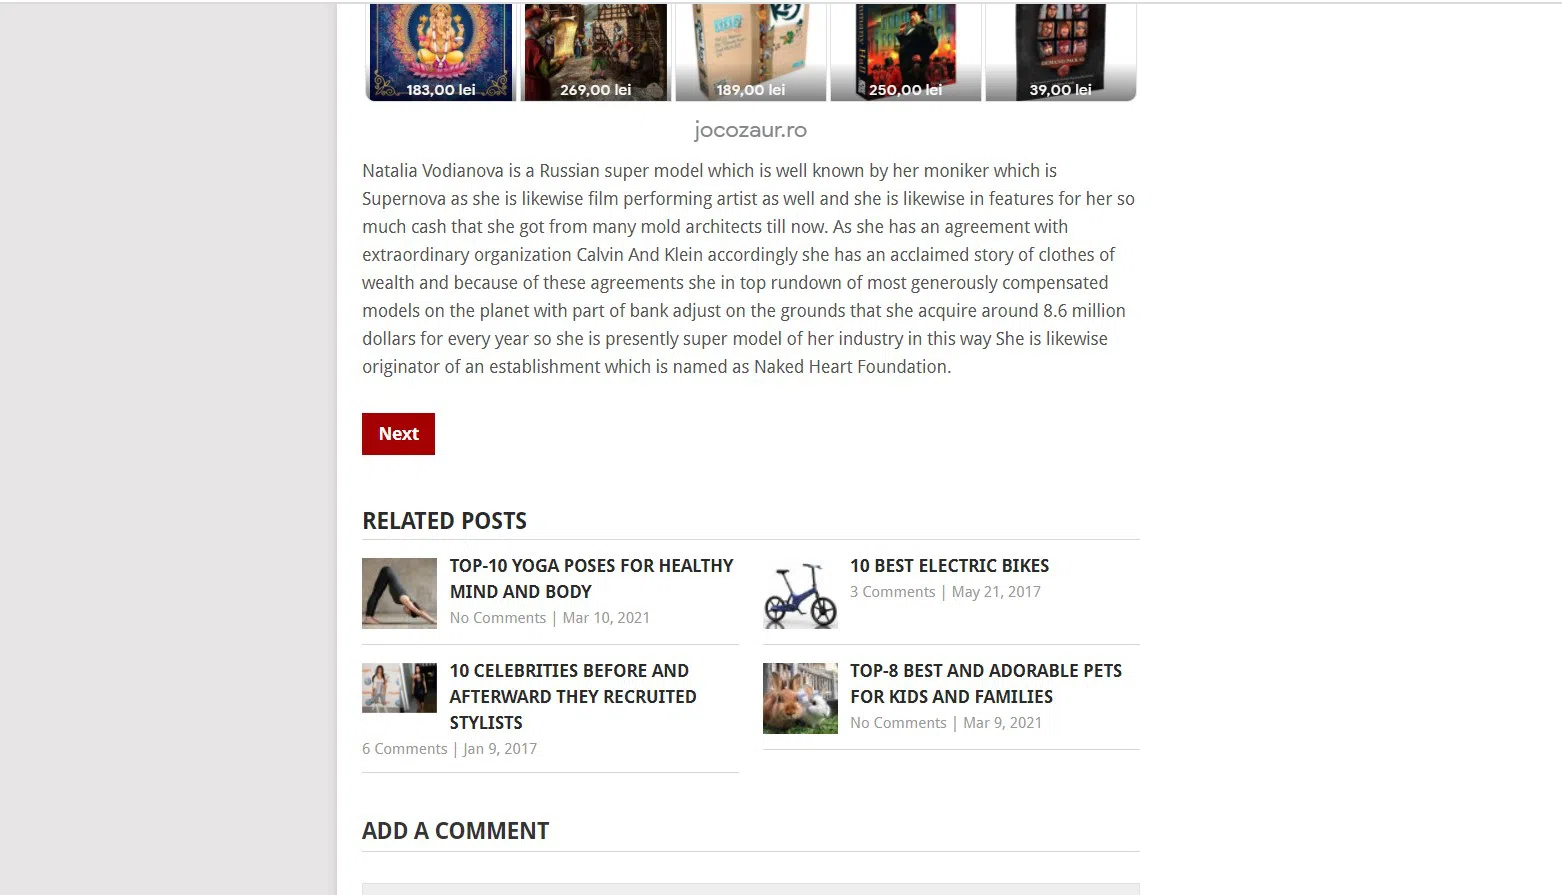 183,00 lei
269,00 lei
189,00 lei
250,00 lei
39,00 lei
jocozaur.ro
Natalia Vodianova is a Russian super model which is well known by her moniker which is
Supernova as she is likewise film performing artist as well and she is likewise in features for her so
much cash that she got from many mold architects till now. As she has an agreement with
extraordinary organization Calvin And Klein accordingly she has an acclaimed story of clothes of
wealth and because of these agreements she in top rundown of most generously compensated
models on the planet with part of bank adjust on the grounds that she acquire around 8.6 million
dollars for every year so she is presently super model of her industry in this way She is likewise
originator of an establishment which is named as Naked Heart Foundation.
Next
RELATED POSTS
TOP-10 YOGA POSES FOR HEALTHY
MIND AND BODY
No Comments | Mar 10, 2021
10 BEST ELECTRIC BIKES
3 Comments | May 21, 2017
10 CELEBRITIES BEFORE AND
AFTERWARD THEY RECRUITED
STYLISTS
6 Comments | Jan 9, 2017
TOP-8 BEST AND ADORABLE PETS
FOR KIDS AND FAMILIES
No Comments | Mar 9, 2021
ADD A COMMENT